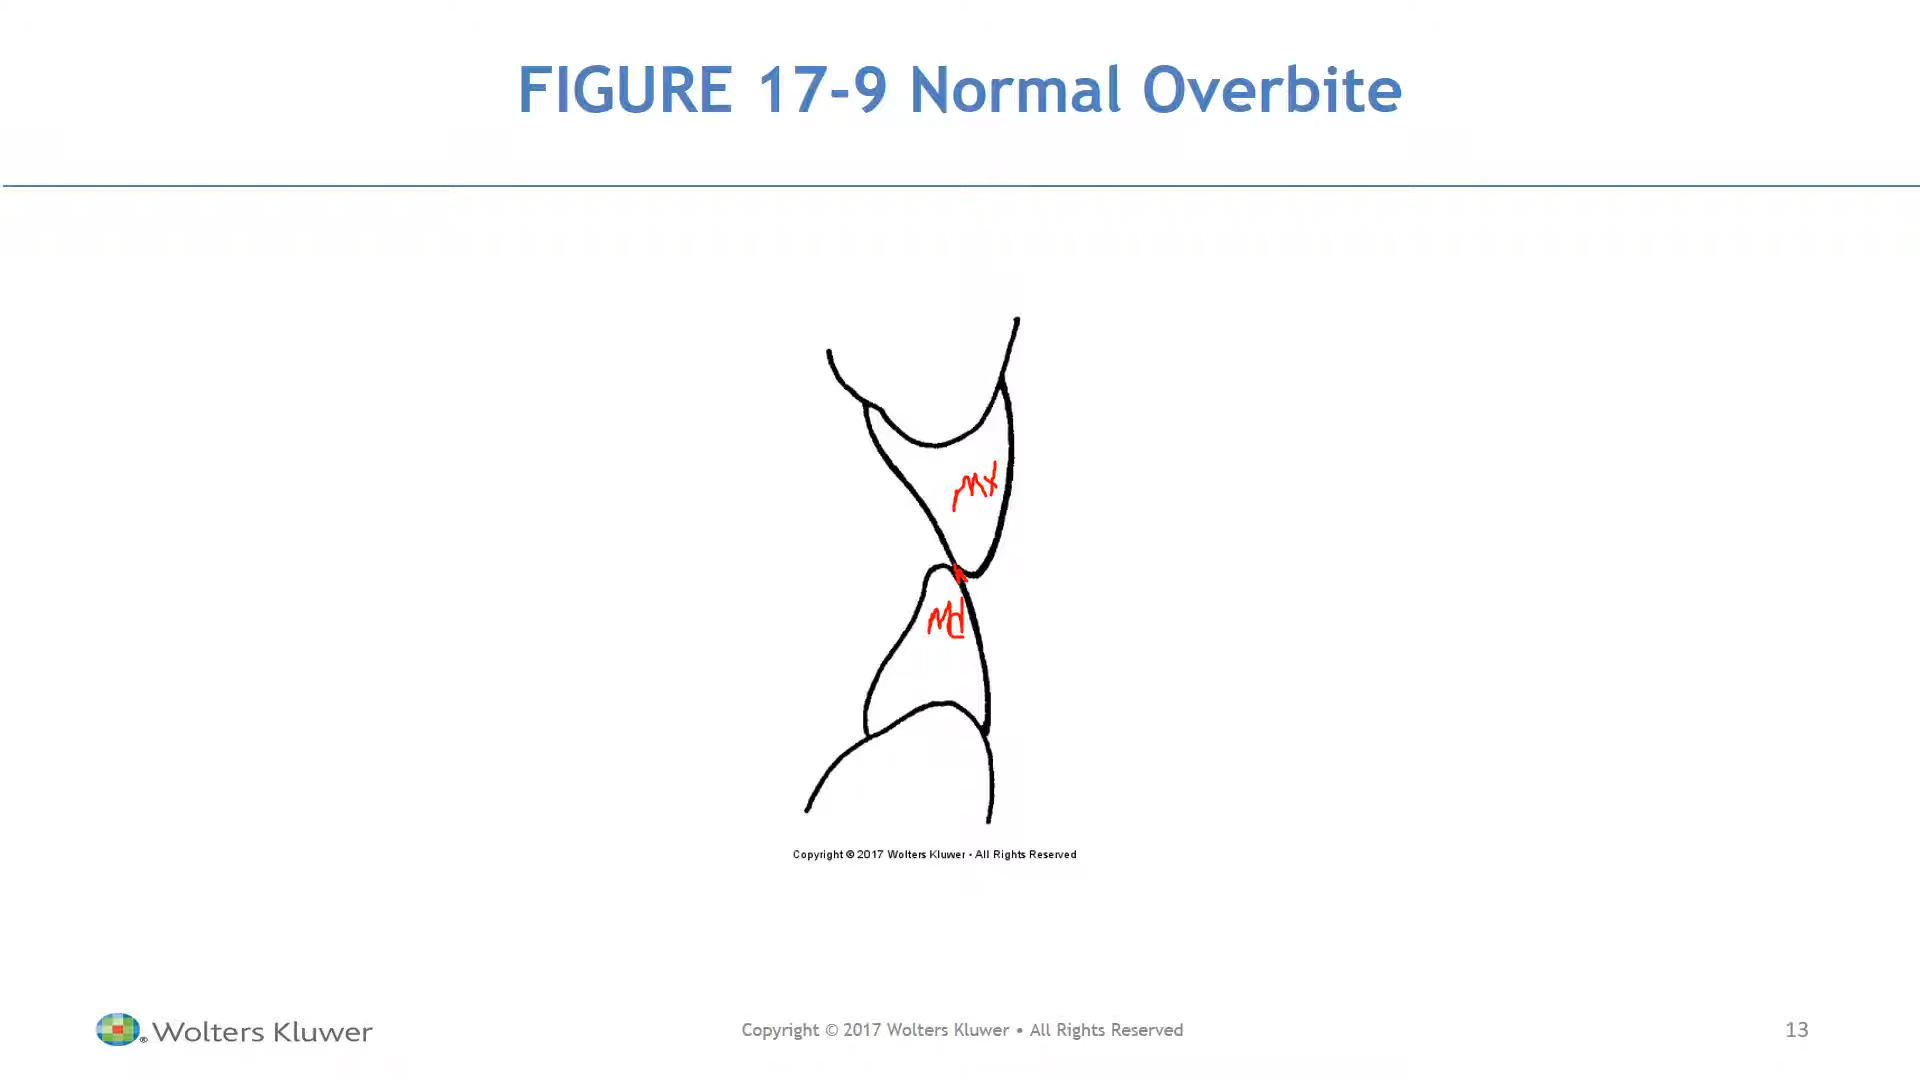 FIGURE 17-9 Normal Overbite
Mx
Md
Copyright © 2017 Wolters Kluwer • All Rights Reserved
Wolters Kluwer
Copyright © 2017 Wolters Kluwer • All Rights Reserved
13